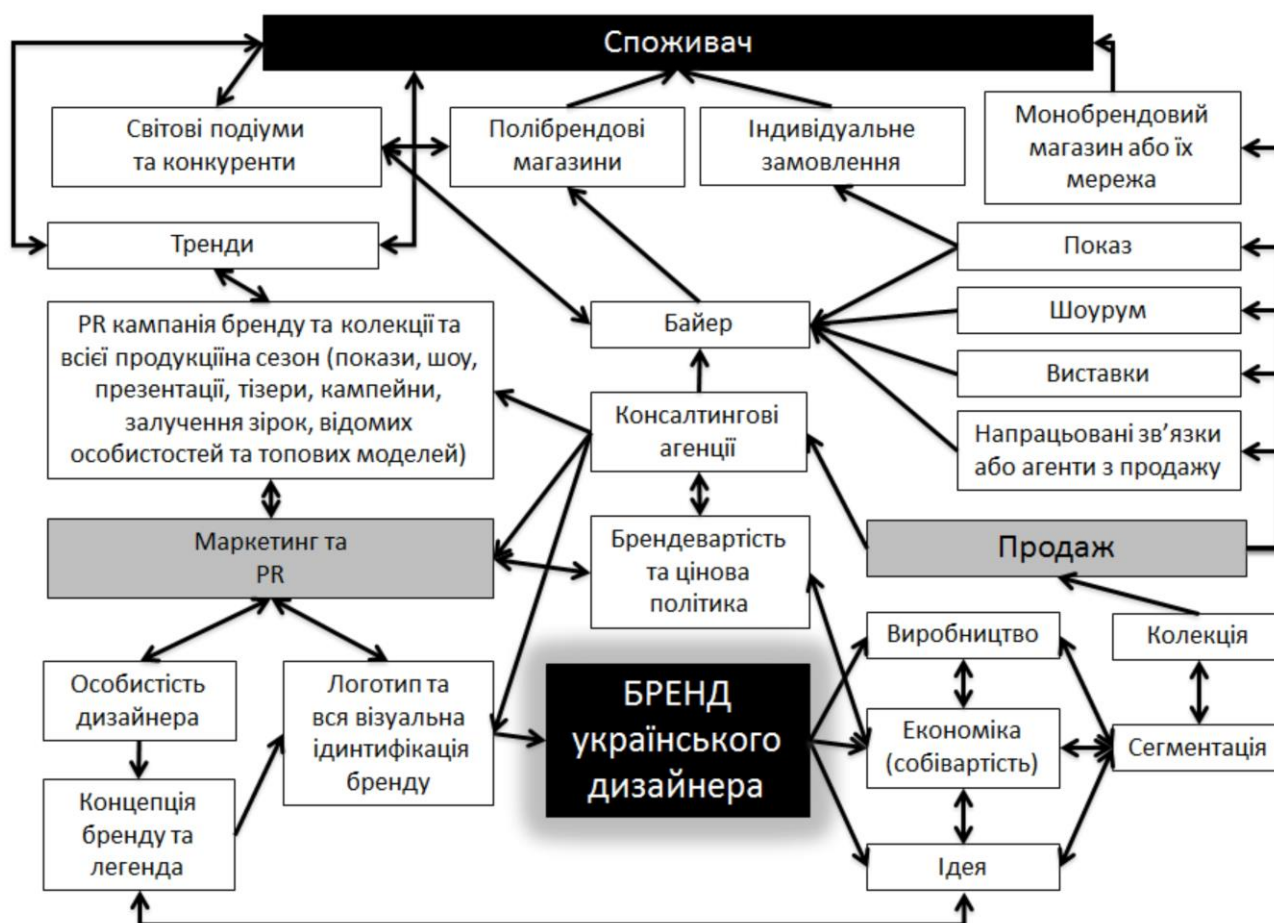 Споживач
Світові подіуми
та конкуренти
Полібрендові
магазини
Індивідуальне
замовлення
Монобрендовий
магазин або їх
мережа
Тренди
Показ
PR кампанія бренду та колекції та
всієї продукціїна сезон (покази, шоу,
презентації, тізери, кампейни,
залучення зірок, відомих
особистостей та топових моделей)
Байер
Шоурум
Виставки
Консалтингові
агенції
Напрацьовані зв’язки
або агенти з продажу
Маркетинг та
PR
Брендевартість
та цінова
політика
Продаж
Виробництво
Колекція
Особистість
дизайнера
Логотип та
вся візуальна
ідинтифікація
бренду
БРЕНД
українського
дизайнера
Економіка
(собівартість)
Сегментація
Концепція
бренду та
легенда
Ідея